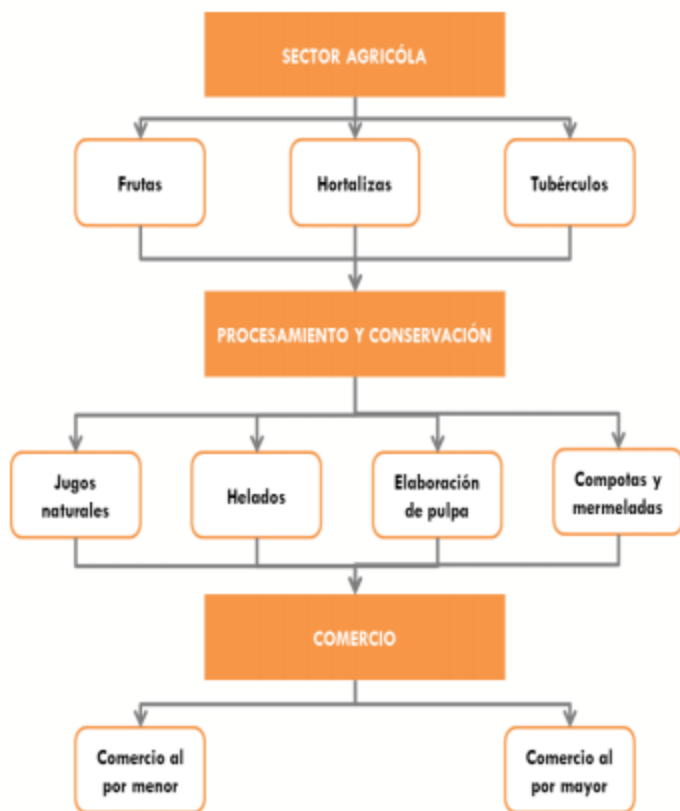 SECTOR AGRICÓLA
Frutas
Hortalizas
Tubérculos
PROCESAMIENTO Y CONSERVACIÓN
Jugos
naturales
Helados
Elaboración
de pulpa
Compotas y
mermeladas
COMERCIO
Comercio al
por menor
Comercio al
por mayor